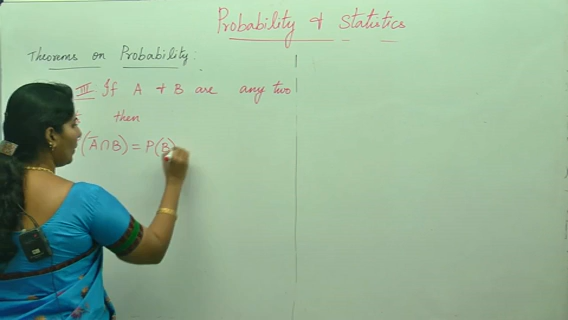 Probability & Statistics
Theorems on Probability:
III If A & B are any two
then
(A̅∩B) = P(B)